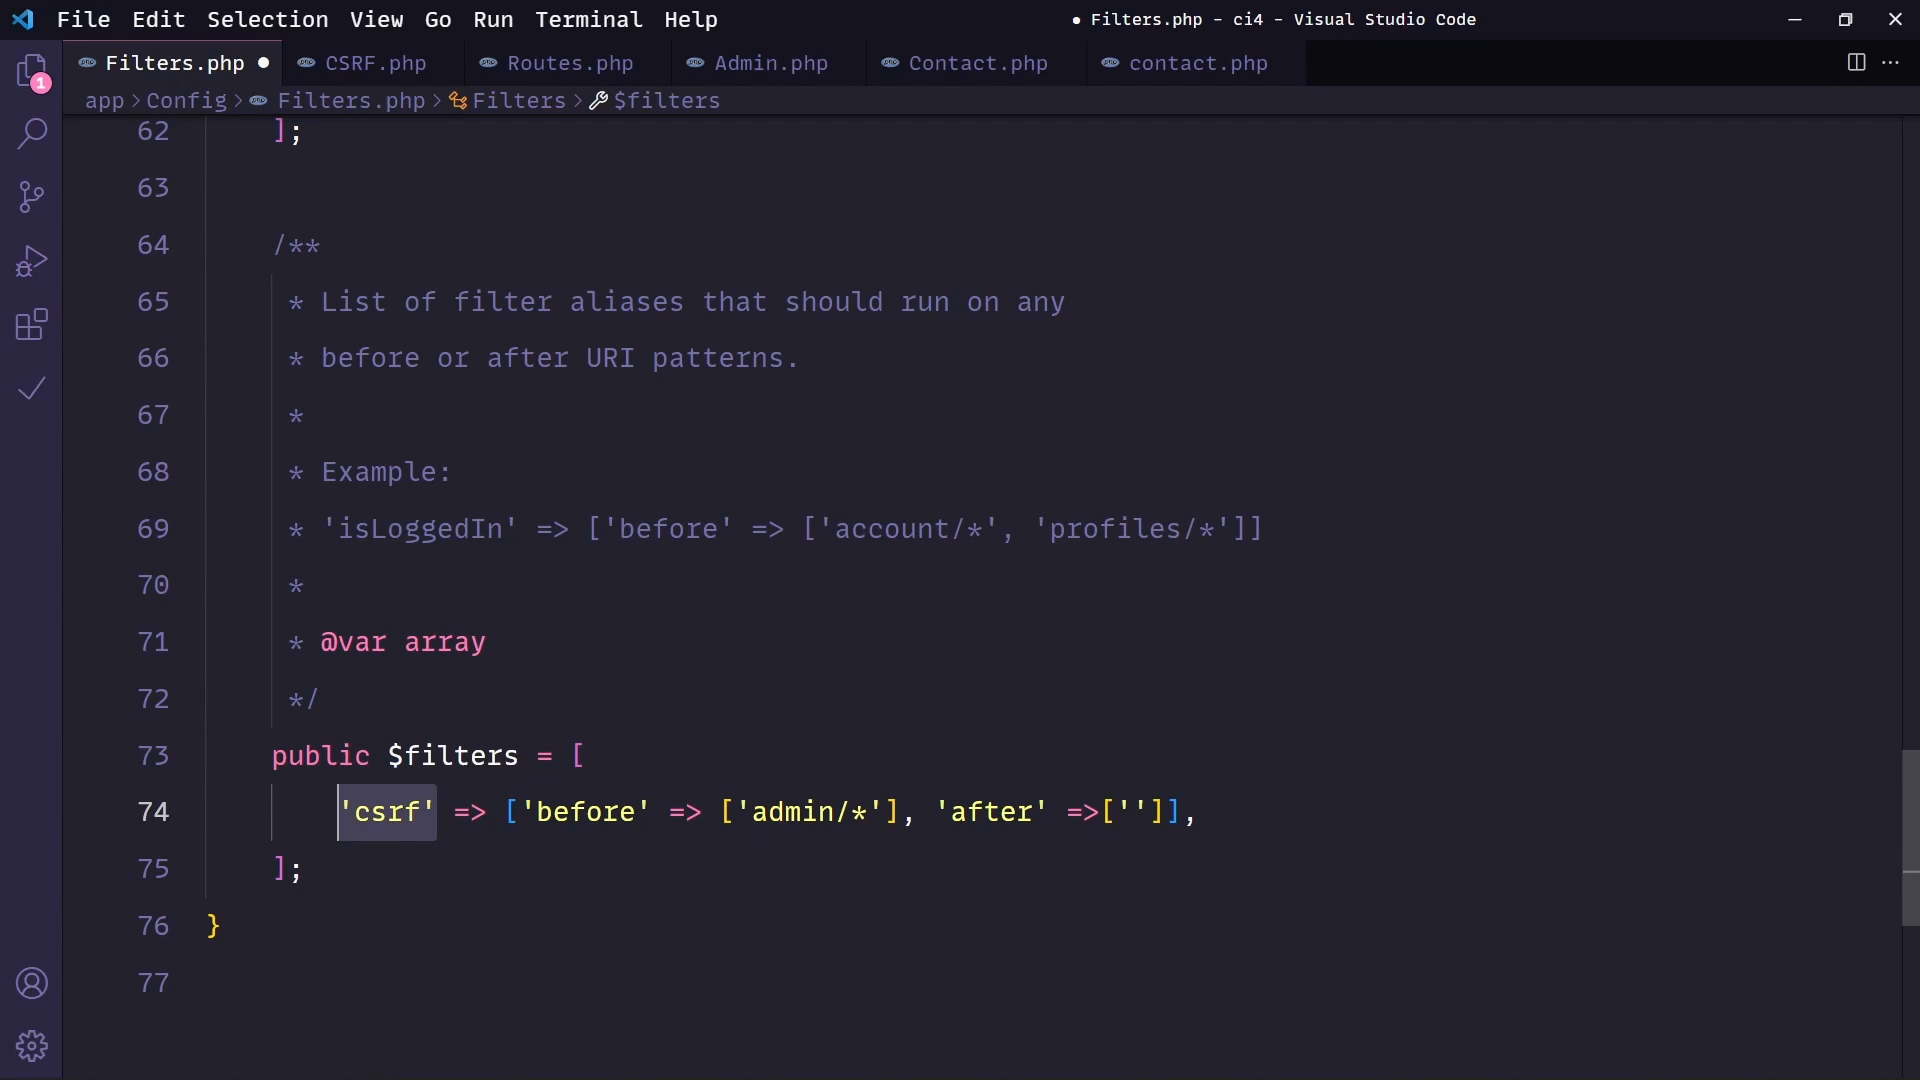 File Edit Selection View Go Run Terminal Help
● Filters.php - ci4 - Visual Studio Code
Filters.php ● CSRF.php Routes.php Admin.php Contact.php contact.php
1
app > Config > Filters.php > Filters > $filters
62 ];
63
64 /**
65 * List of filter aliases that should run on any
66 * before or after URI patterns.
67 *
68 * Example:
69 * 'isLoggedIn' => ['before' => ['account/*', 'profiles/*']]
70 *
71 * @var array
72 */
73 public $filters = [
74 'csrf' => ['before' => ['admin/*'], 'after' =>['']],
75 ];
76 }
77